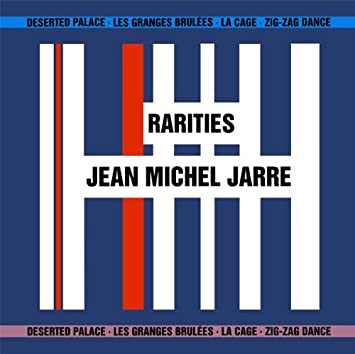 DESERTED PALACE · LES GRANGES BRULÉES · LA CAGE · ZIG-ZAG DANCE
RARITIES
JEAN MICHEL JARRE
DESERTED PALACE · LES GRANGES BRULÉES · LA CAGE · ZIG-ZAG DANCE